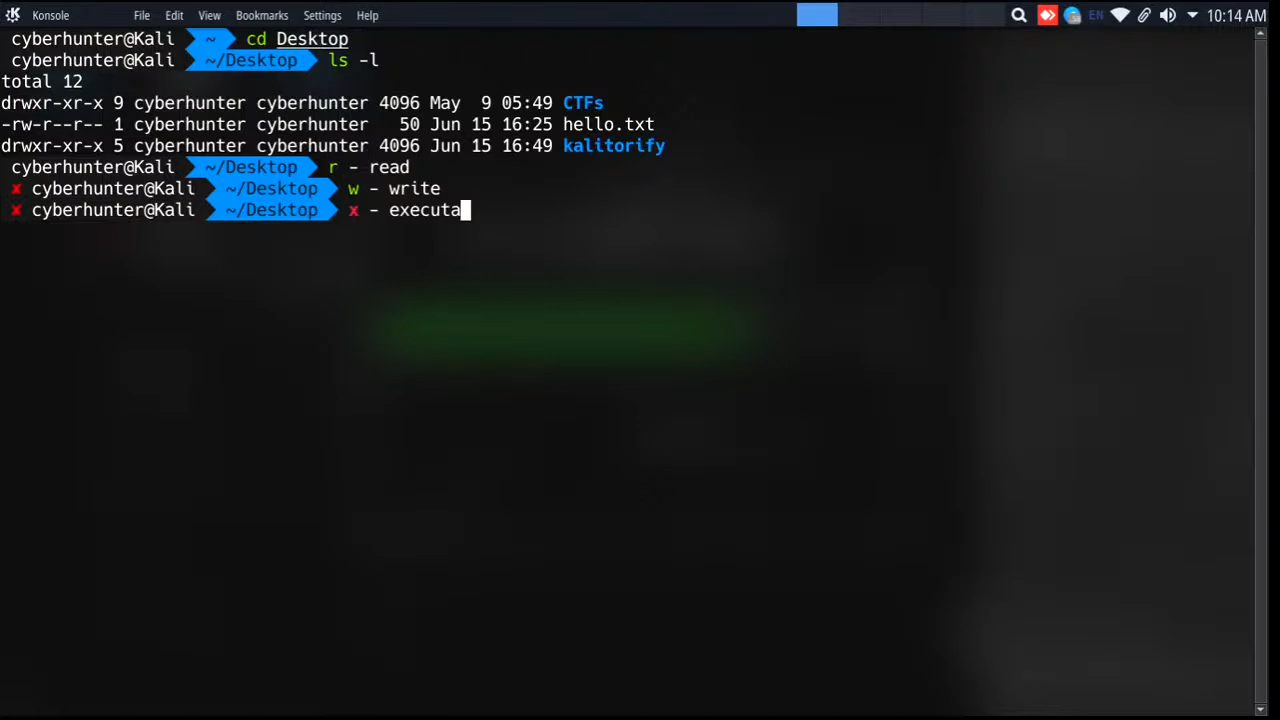 Konsole File Edit View Bookmarks Settings Help EN 10:14 AM
cyberhunter@Kali ~ cd Desktop
cyberhunter@Kali ~/Desktop ls -l
total 12
drwxr-xr-x 9 cyberhunter cyberhunter 4096 May  9 05:49 CTFs
-rw-r--r-- 1 cyberhunter cyberhunter   50 Jun 15 16:25 hello.txt
drwxr-xr-x 5 cyberhunter cyberhunter 4096 Jun 15 16:49 kalitorify
cyberhunter@Kali ~/Desktop r - read
✘ cyberhunter@Kali ~/Desktop w - write
✘ cyberhunter@Kali ~/Desktop x - executa